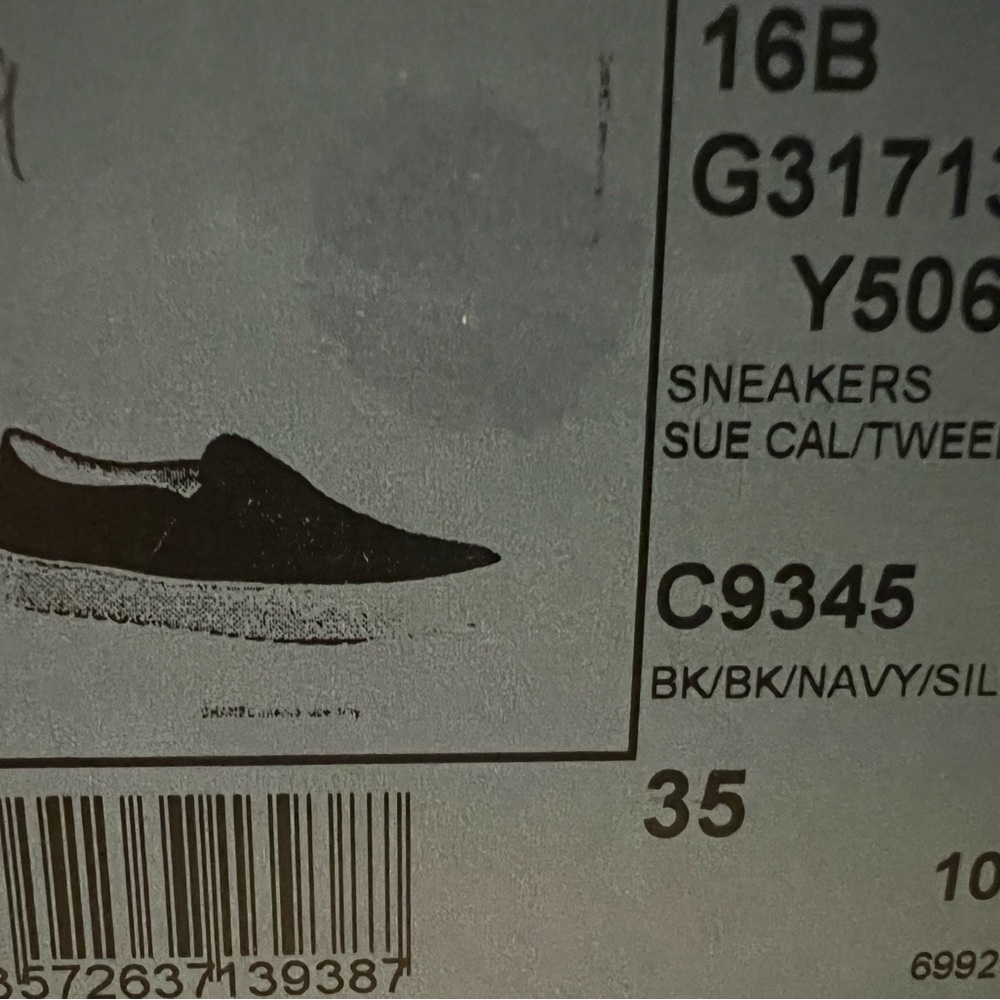 16B
G31713
Y506
SNEAKERS
SUE CAL/TWEE
C9345
BK/BK/NAVY/SIL
35
10
3572637139387
6992